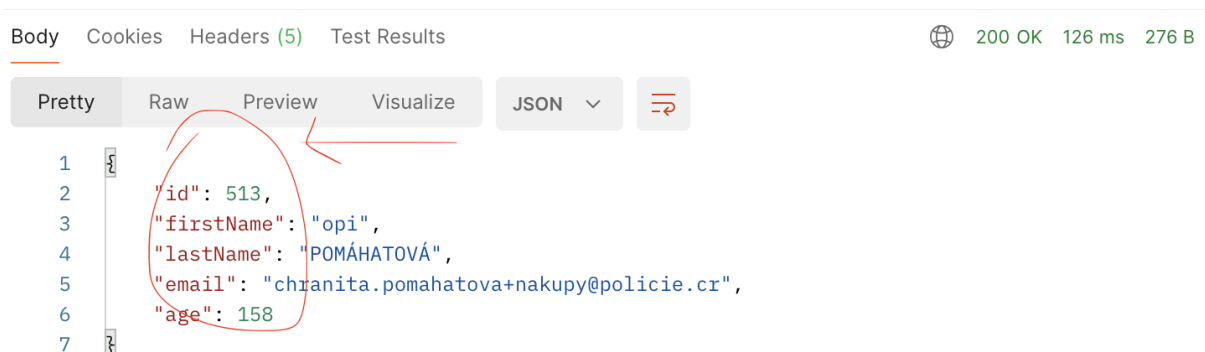 Body Cookies Headers (5) Test Results 200 OK 126 ms 276 B
Pretty Raw Preview Visualize JSON
1 {
2 "id": 513,
3 "firstName": "opi",
4 "lastName": "POMÁHATOVÁ",
5 "email": "chranita.pomahatova+nakupy@policie.cr",
6 "age": 158
7 }